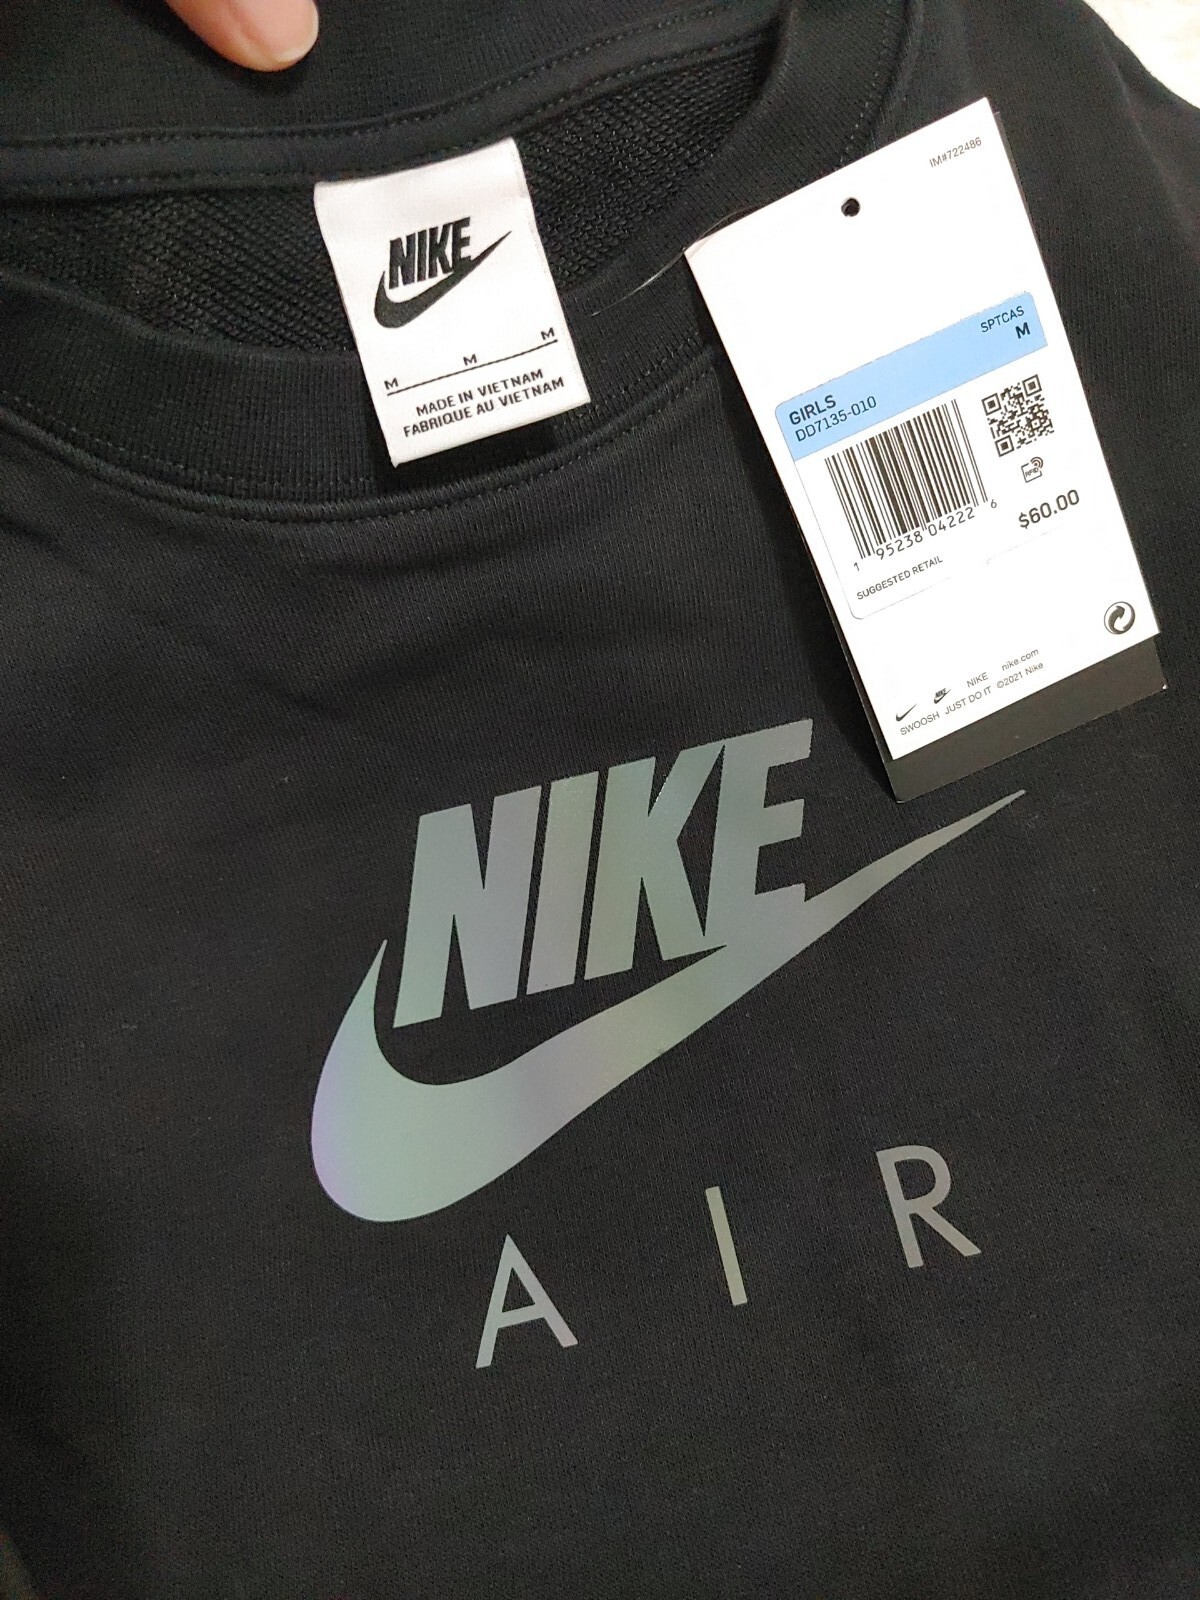 NIKE
M M M
MADE IN VIETNAM
FABRIQUE AU VIETNAM
IM#722486
SPTCAS
M
GIRLS
DD7135-010
1 95238 04222 6
$60.00
SUGGESTED RETAIL
NIKE nike.com
SWOOSH JUST DO IT ©2021 Nike
NIKE
AIR